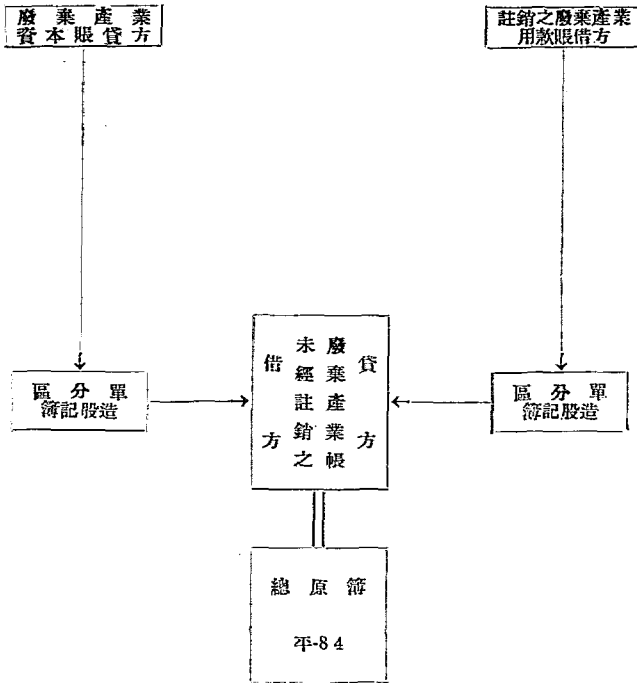 廢棄產業
資本賬貸方
註銷之廢棄產業
用款賬借方
區分單
簿記股造
借方
未經註銷之
廢棄產業帳
貸方
區分單
簿記股造
總原簿
平-84